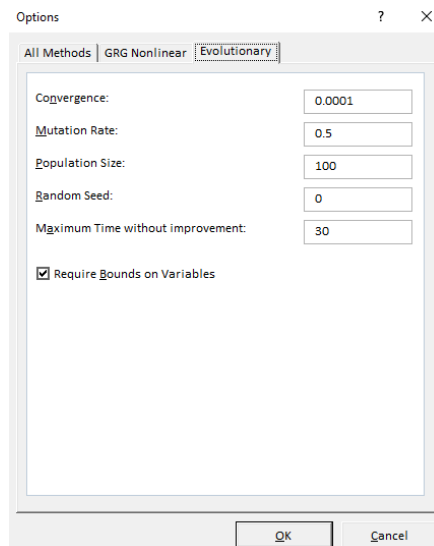 Options ? ×
All Methods GRG Nonlinear Evolutionary
Convergence: 0.0001
Mutation Rate: 0.5
Population Size: 100
Random Seed: 0
Maximum Time without improvement: 30
Require Bounds on Variables
OK Cancel